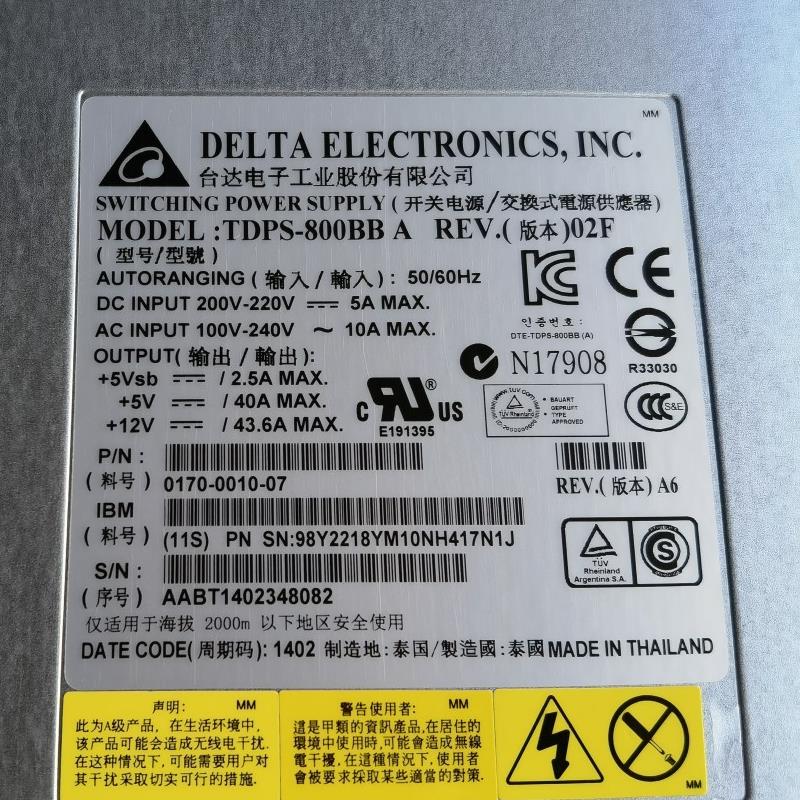 MM
DELTA ELECTRONICS, INC.
台达电子工业股份有限公司
SWITCHING POWER SUPPLY (开关电源/交換式電源供應器)
MODEL :TDPS-800BB A REV.(版本)02F
(型号/型號)
AUTORANGING (输入/輸入): 50/60Hz
DC INPUT 200V-220V ⎓ 5A MAX.
AC INPUT 100V-240V ~ 10A MAX.
OUTPUT(输出/輸出):
+5Vsb ⎓ / 2.5A MAX.
+5V ⎓ / 40A MAX.
+12V ⎓ / 43.6A MAX.
인증번호:
DTE-TDPS-800BB (A)
N17908
R33030
C RU ® US
E191395
TÜV Rheinland
BAUART
GEPRUFT
TYPE
APPROVED
CCC S&E
P/N :
(料号) 0170-0010-07
REV.(版本) A6
IBM
(料号) (11S) PN SN:98Y2218YM10NH417N1J
S/N :
(序号) AABT1402348082
TÜV
Rheinland
Argentina S.A.
S
仅适用于海拔 2000m 以下地区安全使用
DATE CODE(周期码): 1402 制造地:泰国/製造國:泰國 MADE IN THAILAND
声明: MM
此为A级产品, 在生活环境中,
该产品可能会造成无线电干扰.
在这种情况下, 可能需要用户对
其干扰采取切实可行的措施.
警告使用者: MM
這是甲類的資訊產品,在居住的
環境中使用時,可能會造成無線
電干擾,在這種情況下,使用者
會被要求採取某些適當的對策.
MM